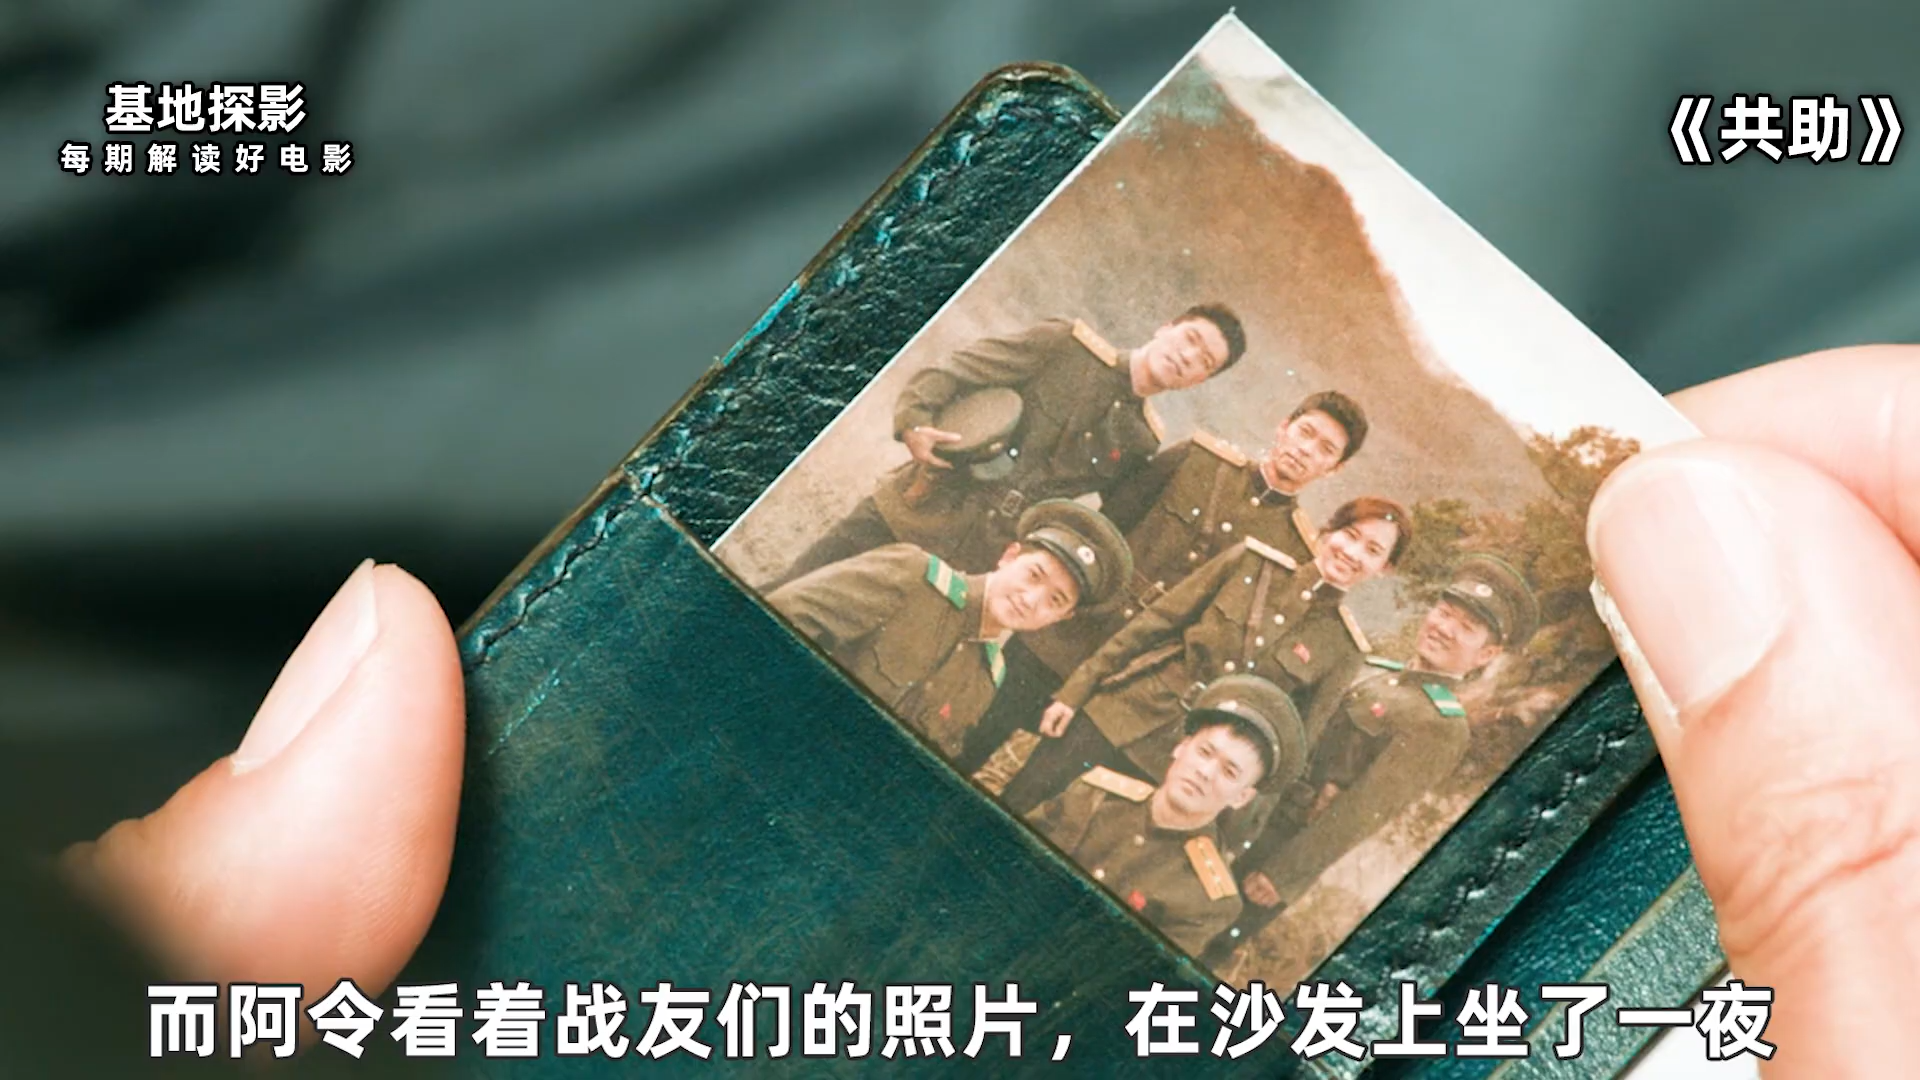 基地探影
每期解读好电影
《共助》
而阿令看着战友们的照片，在沙发上坐了一夜